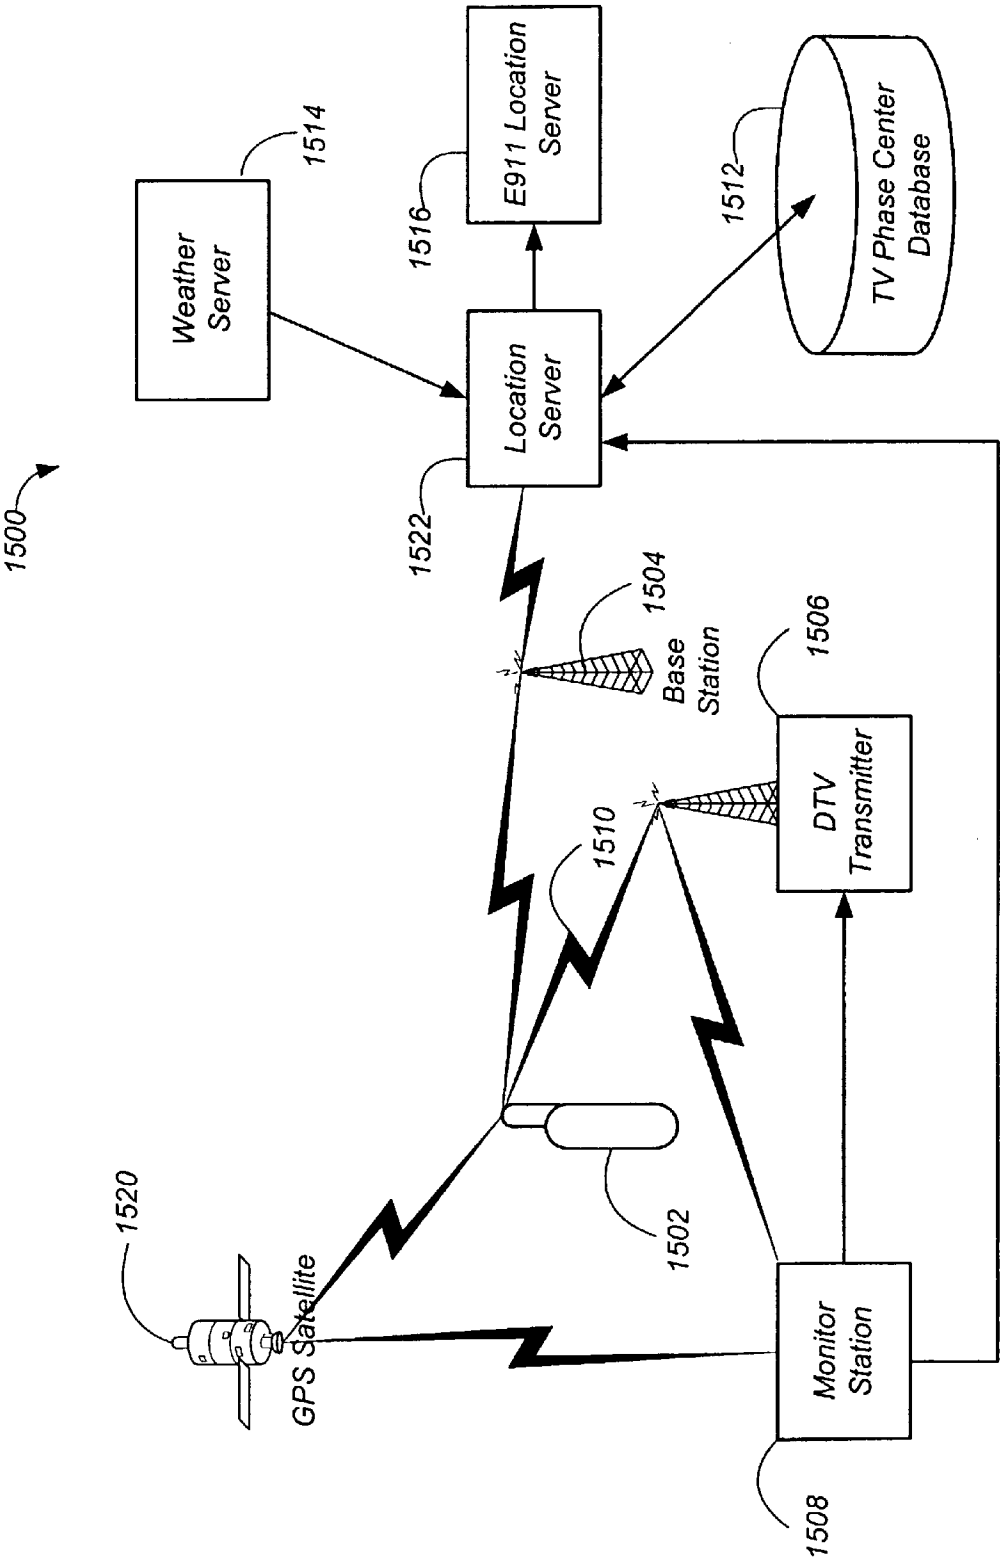 1500
1520
GPS Satellite
1514
Weather
Server
1516
E911 Location
Server
1522
Location
Server
1512
TV Phase Center
Database
1504
Base
Station
1510
1506
DTV
Transmitter
1502
1508
Monitor
Station